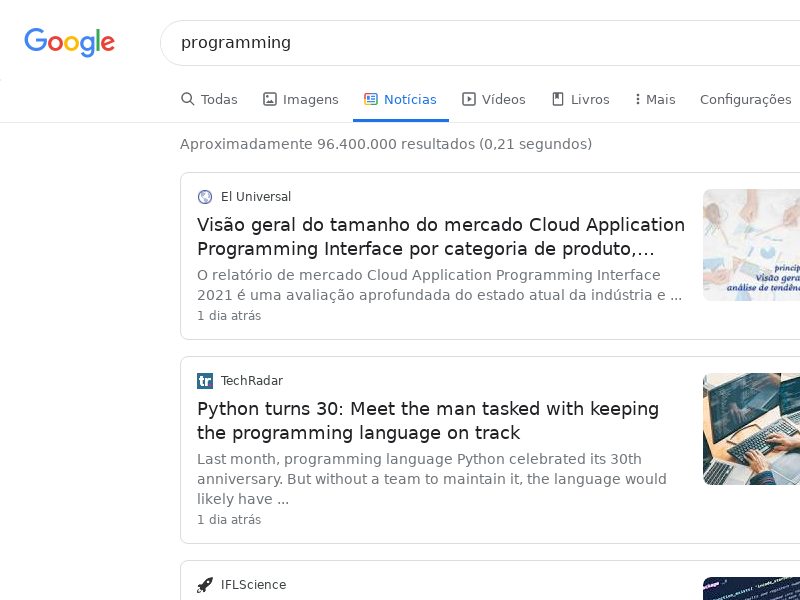 Google
programming
Todas
Imagens
Notícias
Vídeos
Livros
Mais
Configurações
Aproximadamente 96.400.000 resultados (0,21 segundos)
El Universal
Visão geral do tamanho do mercado Cloud Application
Programming Interface por categoria de produto,...
O relatório de mercado Cloud Application Programming Interface
2021 é uma avaliação aprofundada do estado atual da indústria e ...
1 dia atrás
Visão gera
análise de tendên
tr TechRadar
Python turns 30: Meet the man tasked with keeping
the programming language on track
Last month, programming language Python celebrated its 30th
anniversary. But without a team to maintain it, the language would
likely have ...
1 dia atrás
IFLScience